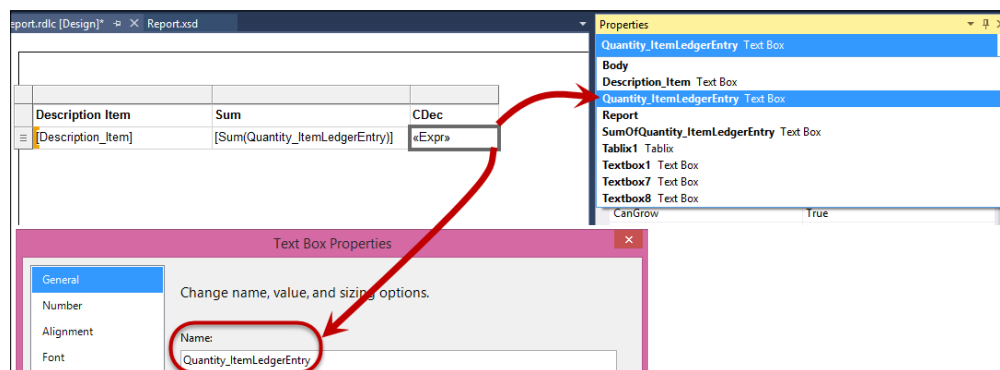 eport.rdlc [Design]* Report.xsd
Description Item Sum CDec
[Description_Item] [Sum(Quantity_ItemLedgerEntry)] «Expr»
Properties
Quantity_ItemLedgerEntry Text Box
Body
Description_Item Text Box
Quantity_ItemLedgerEntry Text Box
Report
SumOfQuantity_ItemLedgerEntry Text Box
Tablix1 Tablix
Textbox1 Text Box
Textbox7 Text Box
Textbox8 Text Box
CanGrow True
Text Box Properties
General
Number
Alignment
Font
Change name, value, and sizing options.
Name:
Quantity_ItemLedgerEntry